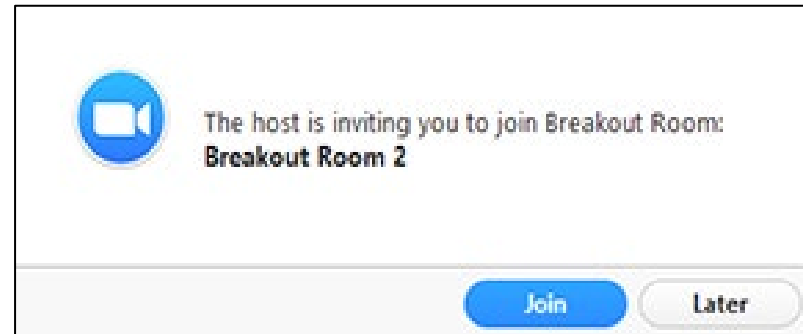 The host is inviting you to join Breakout Room:
Breakout Room 2
Join
Later